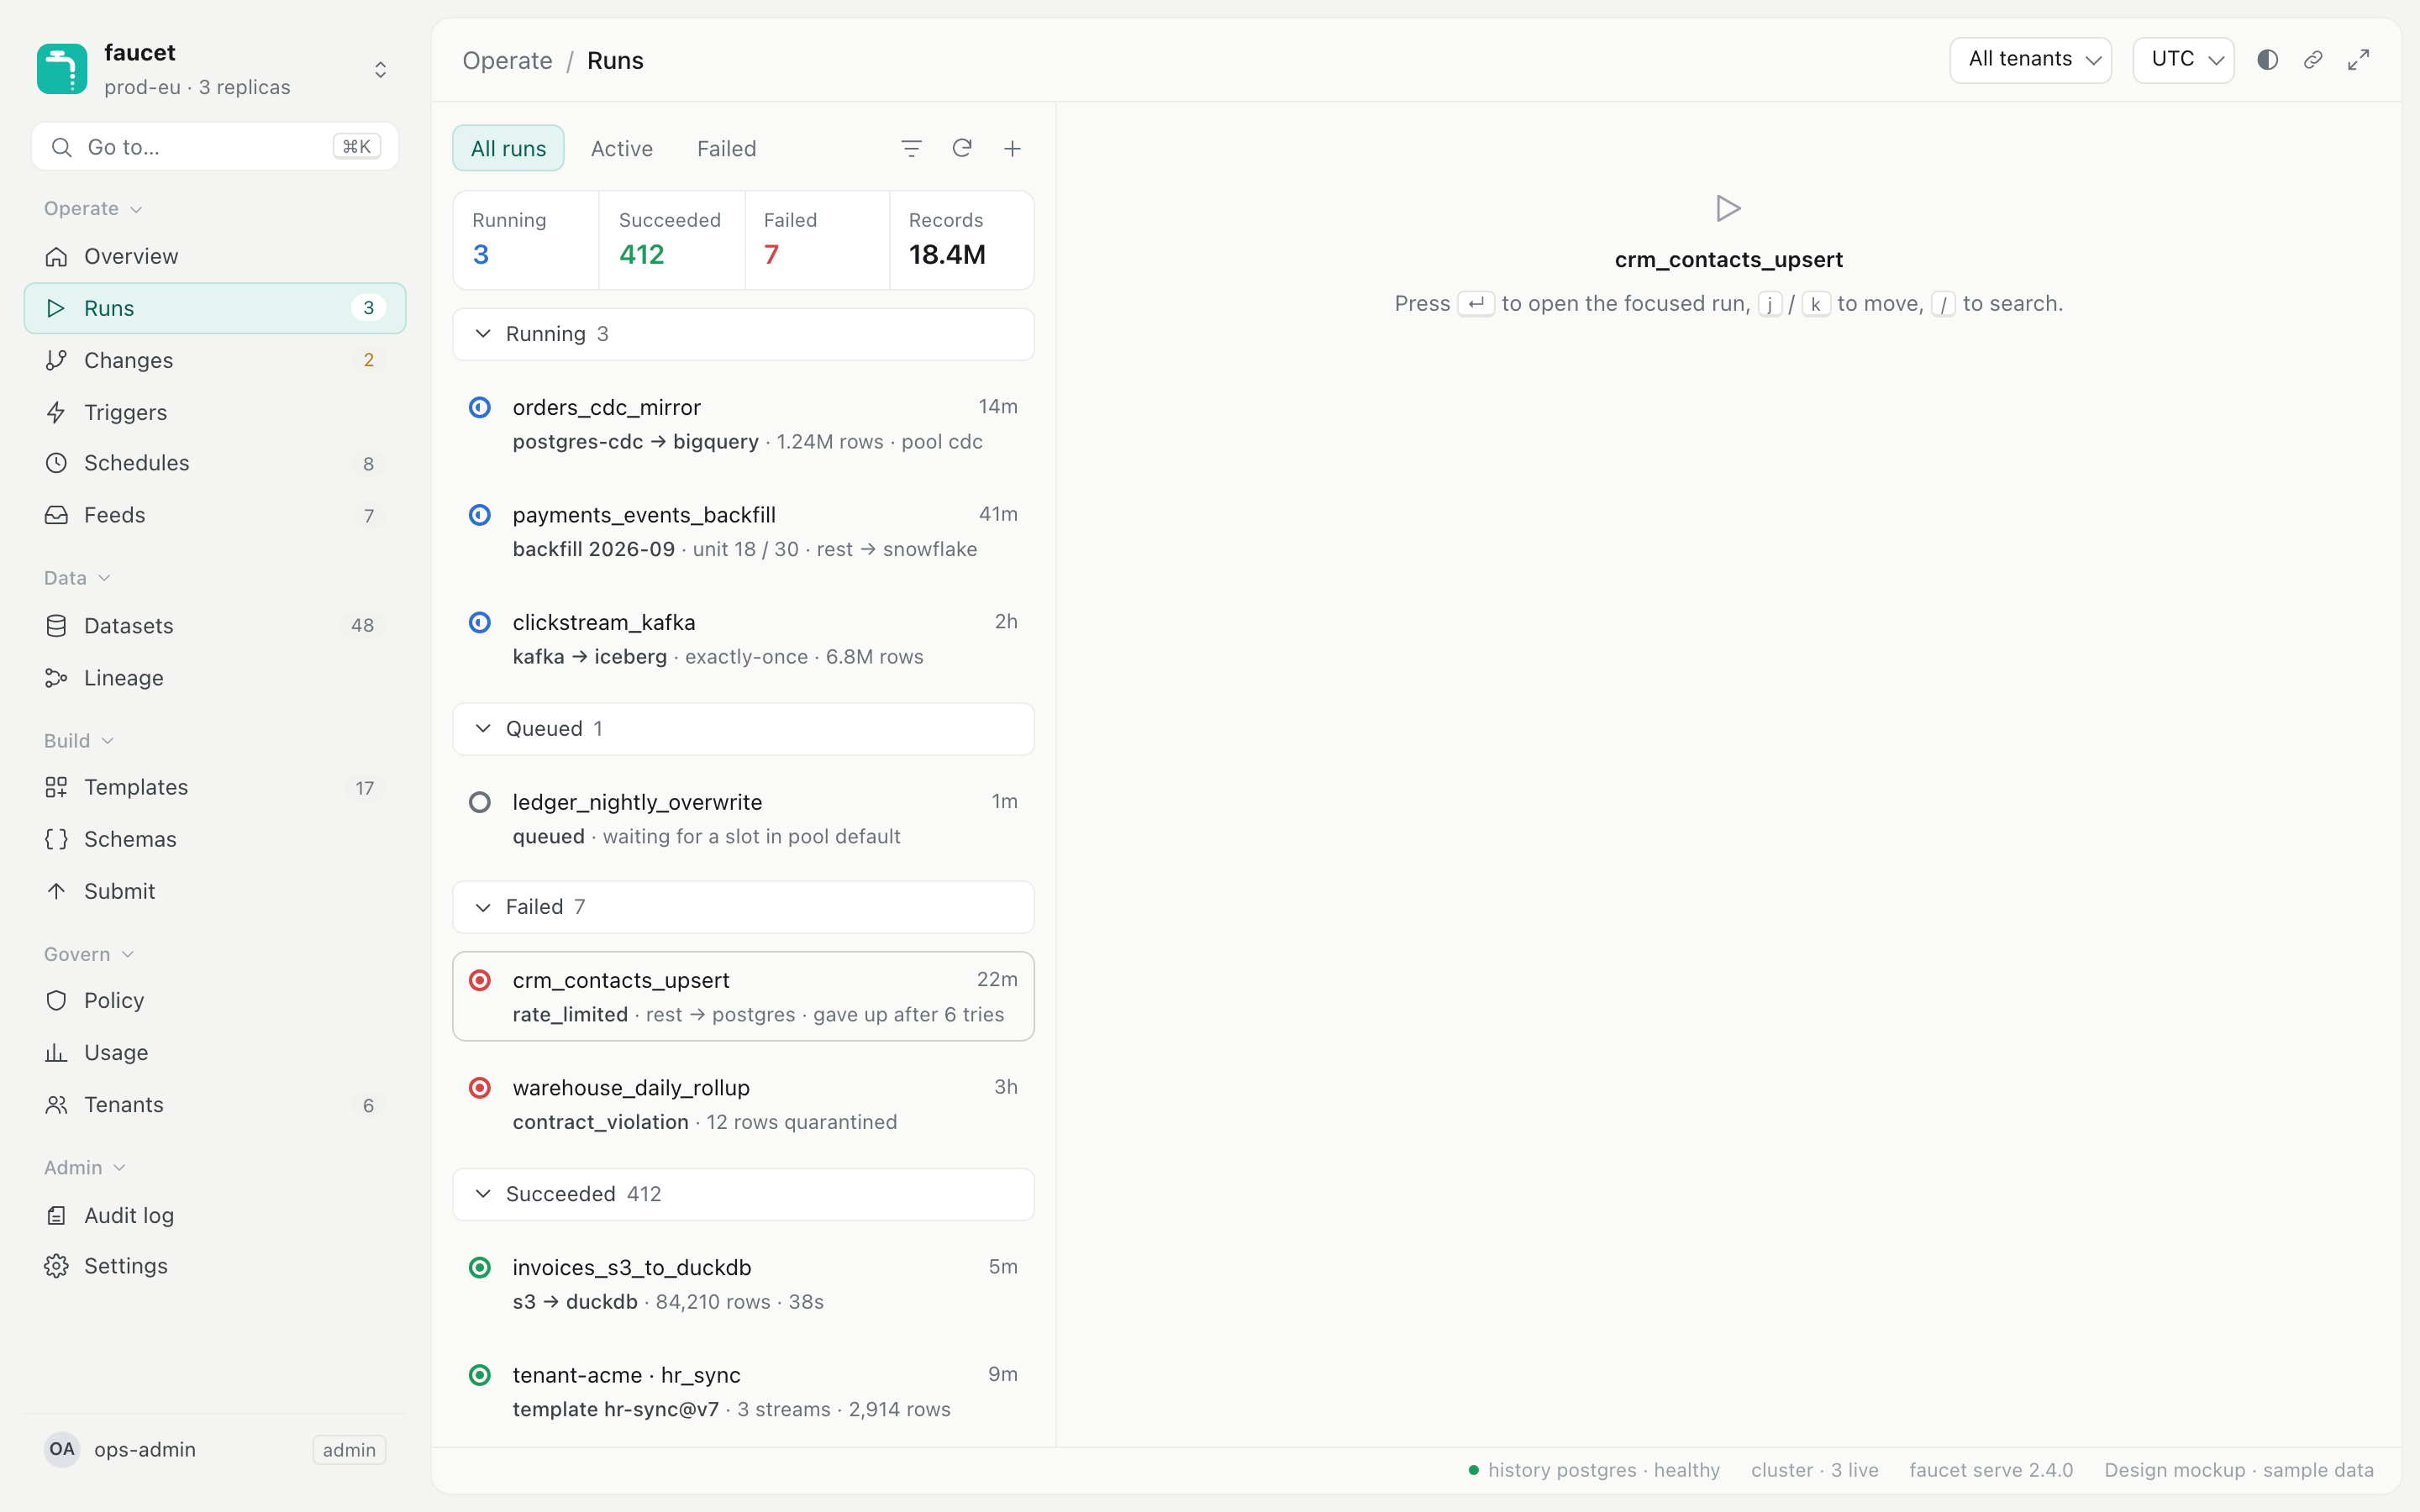 faucet
prod-eu · 3 replicas
Go to...
⌘K
Operate
Overview
Runs 3
Changes 2
Triggers
Schedules 8
Feeds 7
Data
Datasets 48
Lineage
Build
Templates 17
Schemas
Submit
Govern
Policy
Usage
Tenants 6
Admin
Audit log
Settings
OA ops-admin admin
Operate / Runs
All tenants
UTC
All runs
Active
Failed
Running
3
Succeeded
412
Failed
7
Records
18.4M
Running 3
orders_cdc_mirror 14m
postgres-cdc → bigquery · 1.24M rows · pool cdc
payments_events_backfill 41m
backfill 2026-09 · unit 18 / 30 · rest → snowflake
clickstream_kafka 2h
kafka → iceberg · exactly-once · 6.8M rows
Queued 1
ledger_nightly_overwrite 1m
queued · waiting for a slot in pool default
Failed 7
crm_contacts_upsert 22m
rate_limited · rest → postgres · gave up after 6 tries
warehouse_daily_rollup 3h
contract_violation · 12 rows quarantined
Succeeded 412
invoices_s3_to_duckdb 5m
s3 → duckdb · 84,210 rows · 38s
tenant-acme · hr_sync 9m
template hr-sync@v7 · 3 streams · 2,914 rows
crm_contacts_upsert
Press ↵ to open the focused run, j / k to move, / to search.
history postgres · healthy
cluster · 3 live
faucet serve 2.4.0
Design mockup · sample data